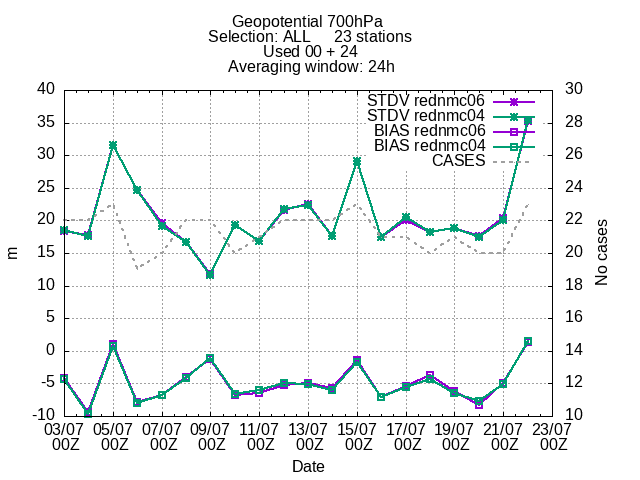 Geopotential 700hPa
Selection: ALL 23 stations
Used 00 + 24
Averaging window: 24h
STDV rednmc06
STDV rednmc04
BIAS rednmc06
BIAS rednmc04
CASES
40
35
30
25
20
15
10
5
0
-5
-10
m
30
28
26
24
22
20
18
16
14
12
10
No cases
03/07 05/07 07/07 09/07 11/07 13/07 15/07 17/07 19/07 21/07 23/07
00Z 00Z 00Z 00Z 00Z 00Z 00Z 00Z 00Z 00Z 00Z
Date